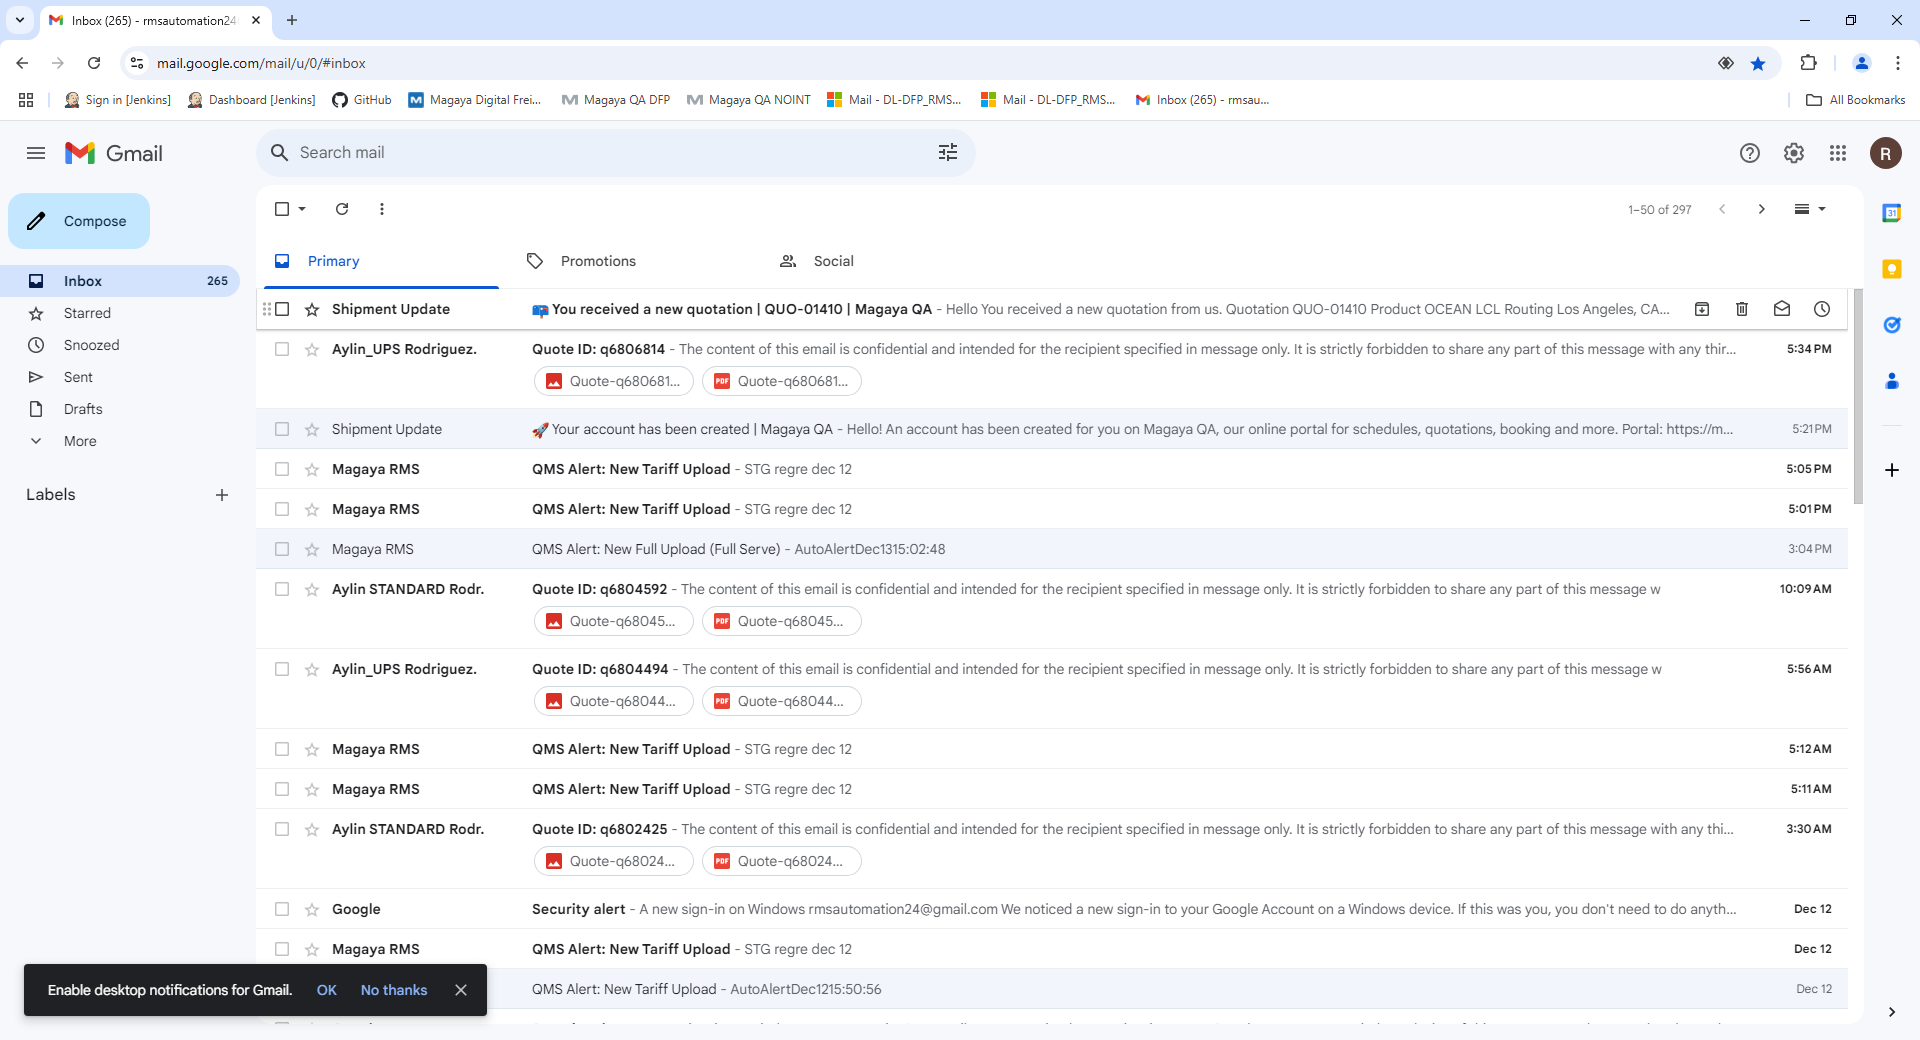 Inbox (265) - rmsautomation24
mail.google.com/mail/u/0/#inbox
Sign in [Jenkins]
Dashboard [Jenkins]
GitHub
Magaya Digital Frei...
Magaya QA DFP
Magaya QA NOINT
Mail - DL-DFP_RMS...
Mail - DL-DFP_RMS...
Inbox (265) - rmsau...
All Bookmarks
Gmail
Search mail
R
Compose
1–50 of 297
31
Inbox 265
Starred
Snoozed
Sent
Drafts
More
Labels
Primary
Promotions
Social
Shipment Update 📪 You received a new quotation | QUO-01410 | Magaya QA - Hello You received a new quotation from us. Quotation QUO-01410 Product OCEAN LCL Routing Los Angeles, CA...
Aylin_UPS Rodriguez. Quote ID: q6806814 - The content of this email is confidential and intended for the recipient specified in message only. It is strictly forbidden to share any part of this message with any thir... 5:34 PM
Quote-q680681... PDF Quote-q680681...
Shipment Update 🚀 Your account has been created | Magaya QA - Hello! An account has been created for you on Magaya QA, our online portal for schedules, quotations, booking and more. Portal: https://m... 5:21 PM
Magaya RMS QMS Alert: New Tariff Upload - STG regre dec 12 5:05 PM
Magaya RMS QMS Alert: New Tariff Upload - STG regre dec 12 5:01 PM
Magaya RMS QMS Alert: New Full Upload (Full Serve) - AutoAlertDec1315:02:48 3:04 PM
Aylin STANDARD Rodr. Quote ID: q6804592 - The content of this email is confidential and intended for the recipient specified in message only. It is strictly forbidden to share any part of this message w 10:09 AM
Quote-q68045... PDF Quote-q68045...
Aylin_UPS Rodriguez. Quote ID: q6804494 - The content of this email is confidential and intended for the recipient specified in message only. It is strictly forbidden to share any part of this message w 5:56 AM
Quote-q68044... PDF Quote-q68044...
Magaya RMS QMS Alert: New Tariff Upload - STG regre dec 12 5:12 AM
Magaya RMS QMS Alert: New Tariff Upload - STG regre dec 12 5:11 AM
Aylin STANDARD Rodr. Quote ID: q6802425 - The content of this email is confidential and intended for the recipient specified in message only. It is strictly forbidden to share any part of this message with any thi... 3:30 AM
Quote-q68024... PDF Quote-q68024...
Google Security alert - A new sign-in on Windows rmsautomation24@gmail.com We noticed a new sign-in to your Google Account on a Windows device. If this was you, you don't need to do anyth... Dec 12
Magaya RMS QMS Alert: New Tariff Upload - STG regre dec 12 Dec 12
QMS Alert: New Tariff Upload - AutoAlertDec1215:50:56 Dec 12
Enable desktop notifications for Gmail. OK No thanks